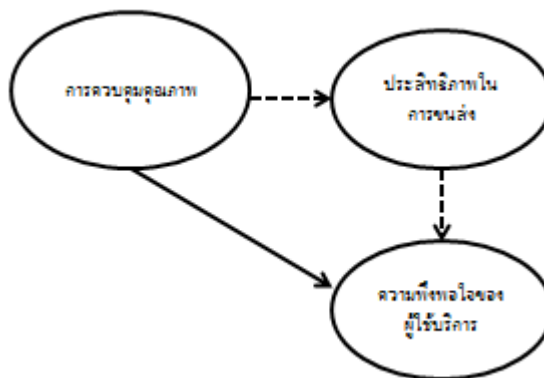 การควบคุมคุณภาพ
ประสิทธิภาพใน
การขนส่ง
ความพึงพอใจของ
ผู้ใช้บริการ